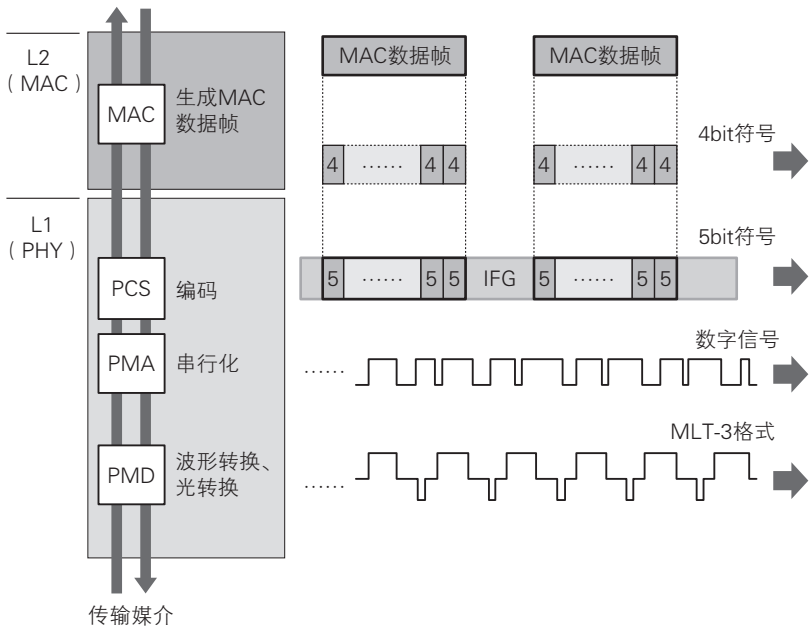 L2
（MAC）
MAC
生成MAC
数据帧
MAC数据帧
MAC数据帧
4bit符号
4 …… 4 4
4 …… 4 4
L1
（PHY）
5bit符号
PCS
编码
5 …… 5 5 IFG 5 …… 5 5
PMA
串行化
……
数字信号
MLT-3格式
PMD
波形转换、
光转换
……
传输媒介